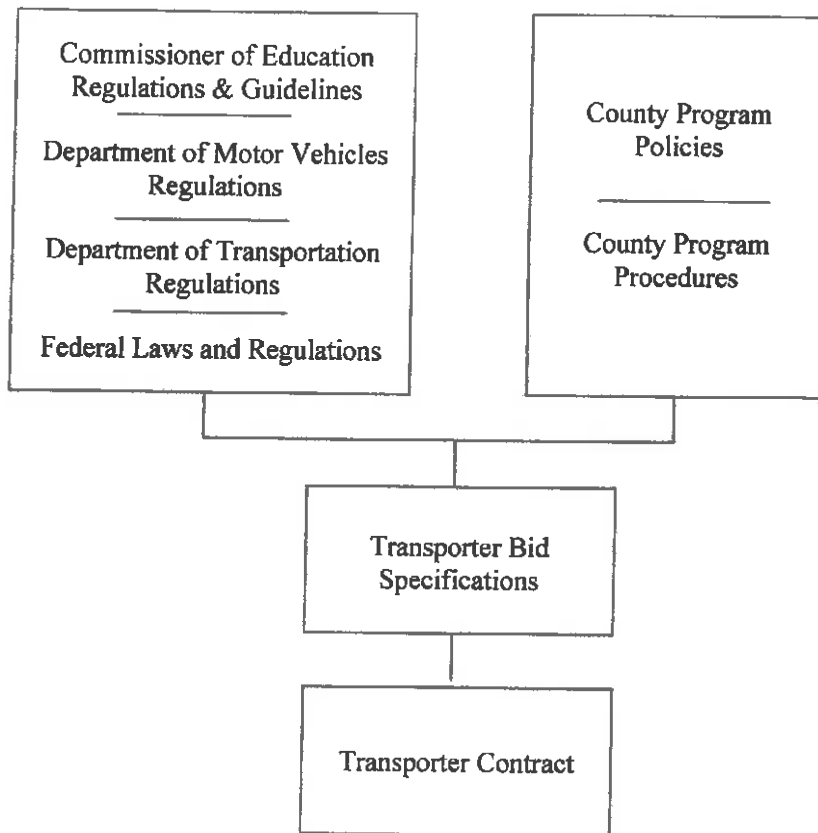 Commissioner of Education
Regulations & Guidelines
Department of Motor Vehicles
Regulations
Department of Transportation
Regulations
Federal Laws and Regulations
County Program
Policies
County Program
Procedures
Transporter Bid
Specifications
Transporter Contract